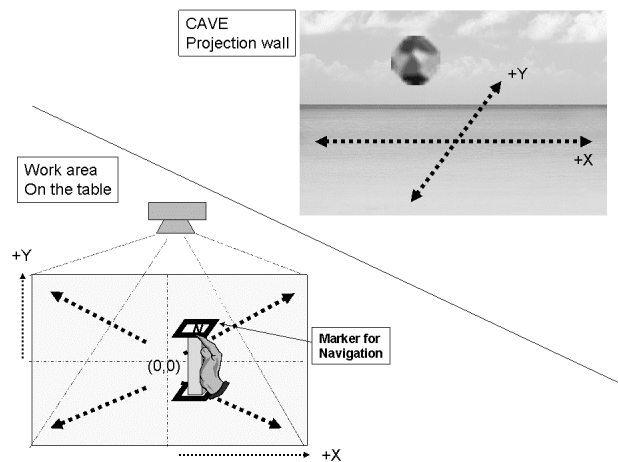 CAVE
Projection wall
+Y
+X
Work area
On the table
+Y
N
Marker for
Navigation
(0,0)
+X